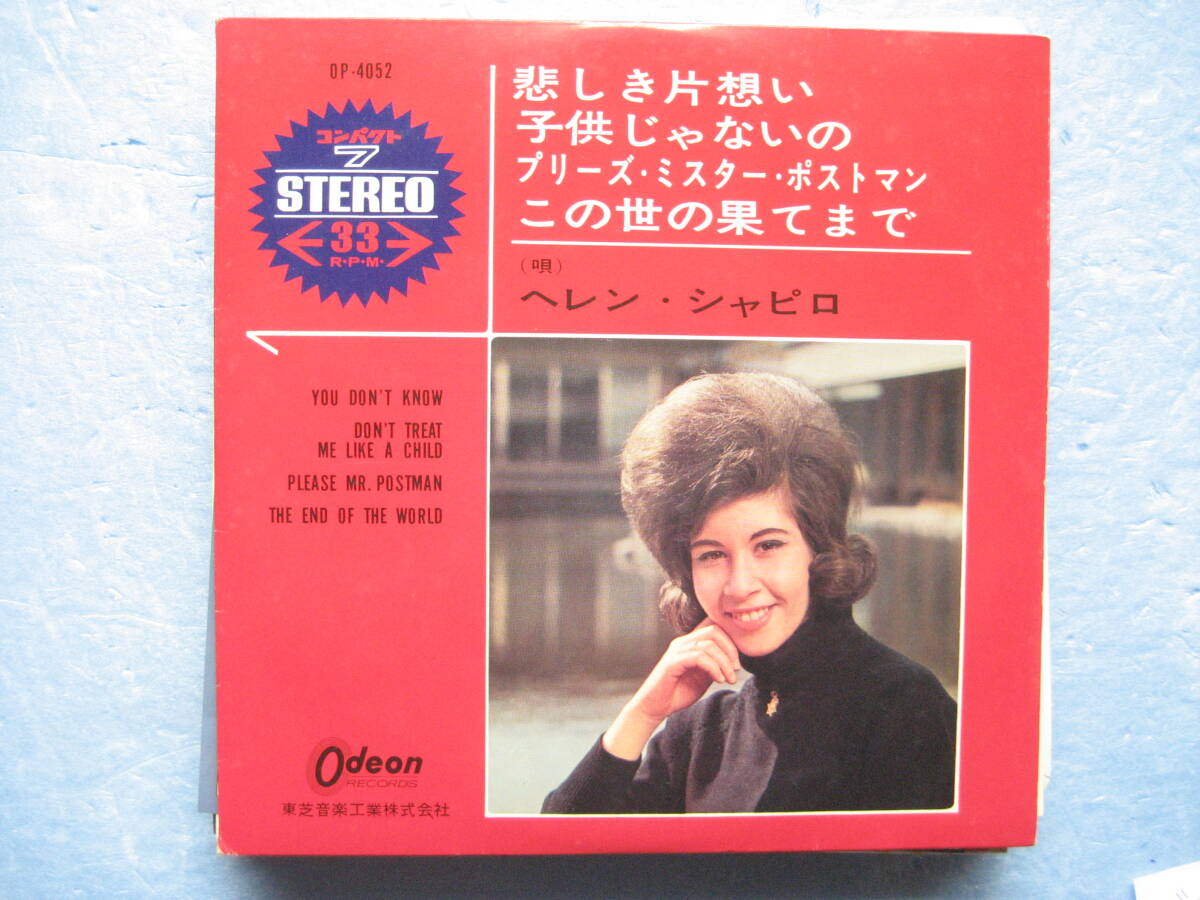 OP-4052
コンパクト
7
STEREO
33
R・P・M・
悲しき片想い
子供じゃないの
プリーズ・ミスター・ポストマン
この世の果てまで
(唄)
ヘレン・シャピロ
YOU DON'T KNOW
DON'T TREAT
ME LIKE A CHILD
PLEASE MR. POSTMAN
THE END OF THE WORLD
Odeon
RECORDS
東芝音楽工業株式会社